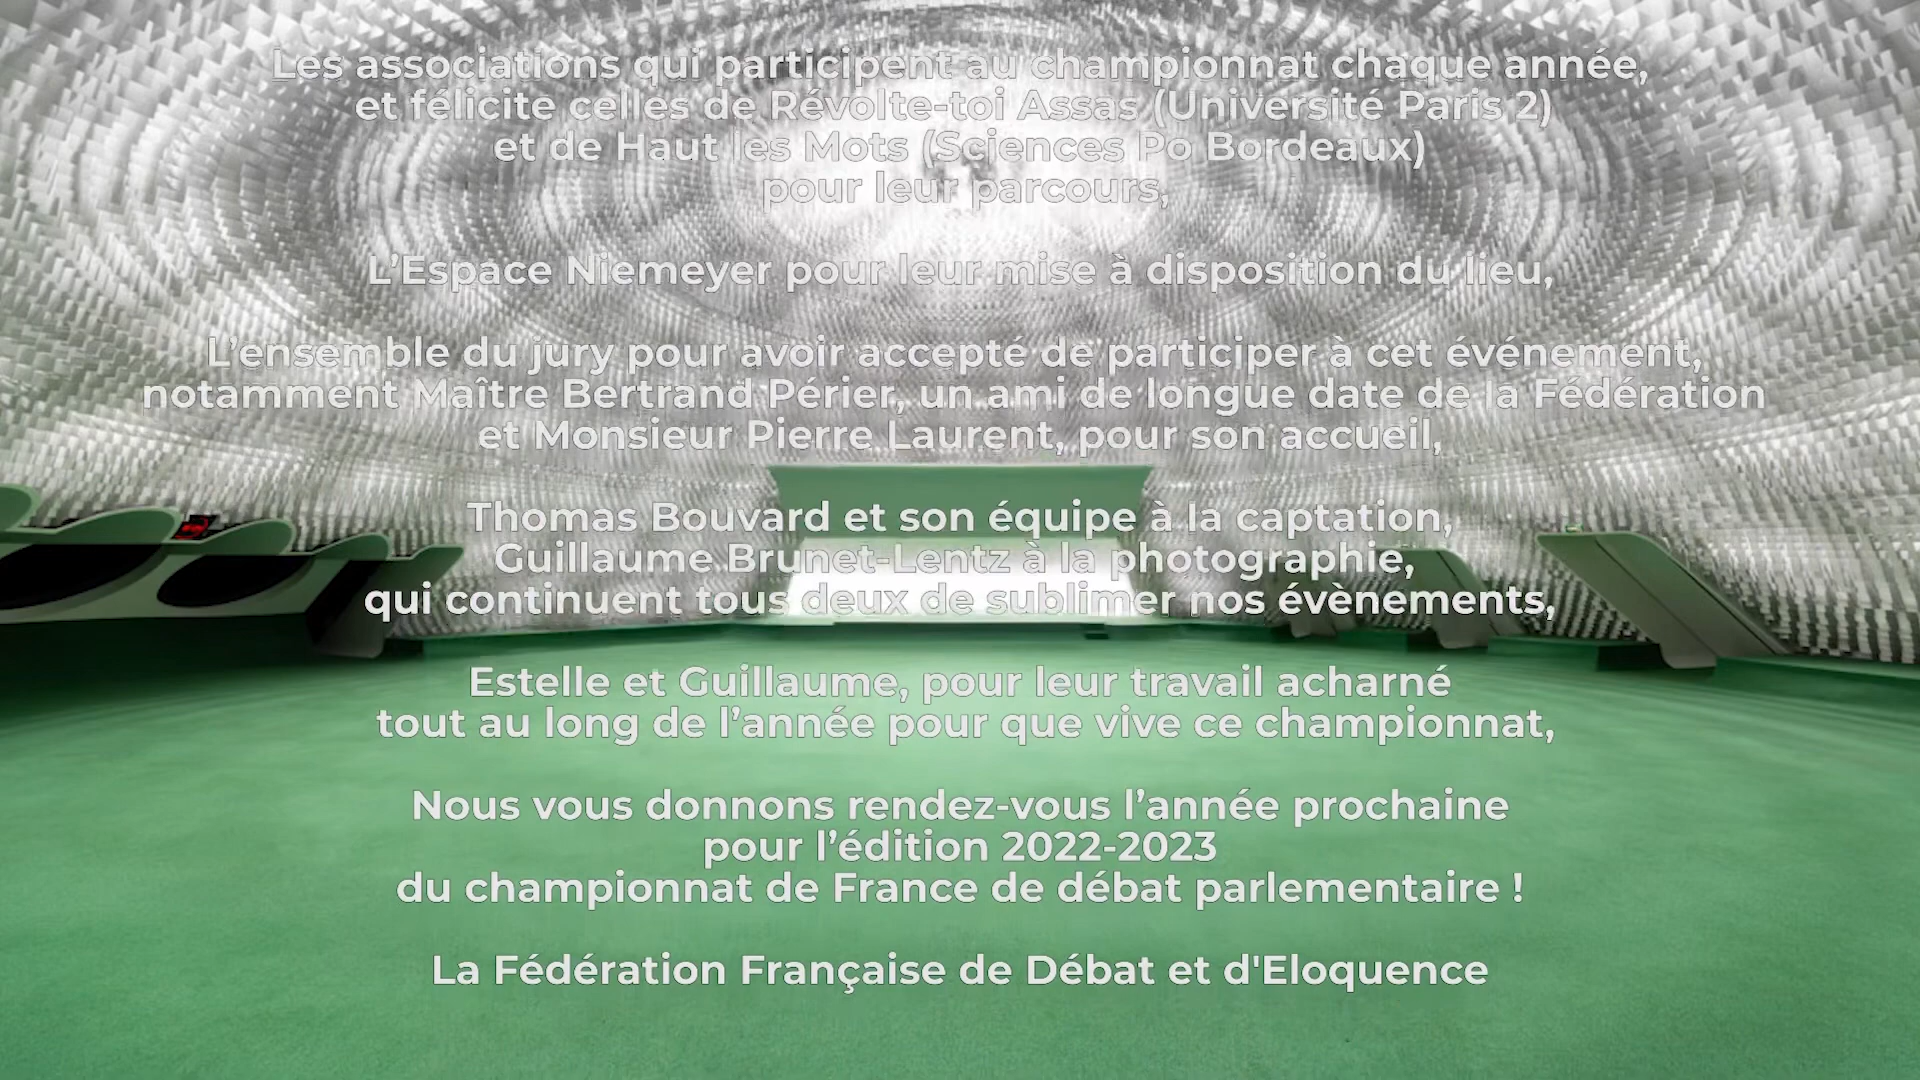 Les associations qui participent au championnat chaque année,
et félicite celles de Révolte-toi Assas (Université Paris 2)
et de Haut les Mots (Sciences Po Bordeaux)
pour leur parcours,
L’Espace Niemeyer pour leur mise à disposition du lieu,
L’ensemble du jury pour avoir accepté de participer à cet événement,
notamment Maître Bertrand Périer, un ami de longue date de la Fédération
et Monsieur Pierre Laurent, pour son accueil,
Thomas Bouvard et son équipe à la captation,
Guillaume Brunet-Lentz à la photographie,
qui continuent tous deux de sublimer nos évènements,
Estelle et Guillaume, pour leur travail acharné
tout au long de l’année pour que vive ce championnat,
Nous vous donnons rendez-vous l’année prochaine
pour l’édition 2022-2023
du championnat de France de débat parlementaire !
La Fédération Française de Débat et d'Eloquence